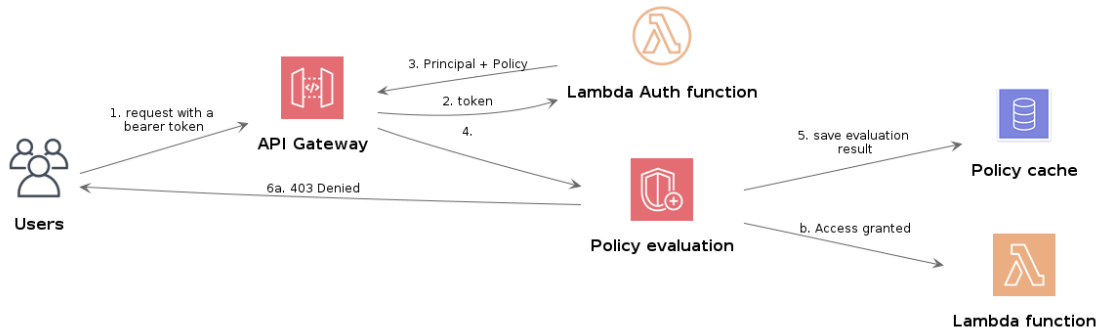 3. Principal + Policy
Lambda Auth function
1. request with a
bearer token
2. token
API Gateway
4.
5. save evaluation
result
Policy cache
6a. 403 Denied
Users
Policy evaluation
b. Access granted
Lambda function